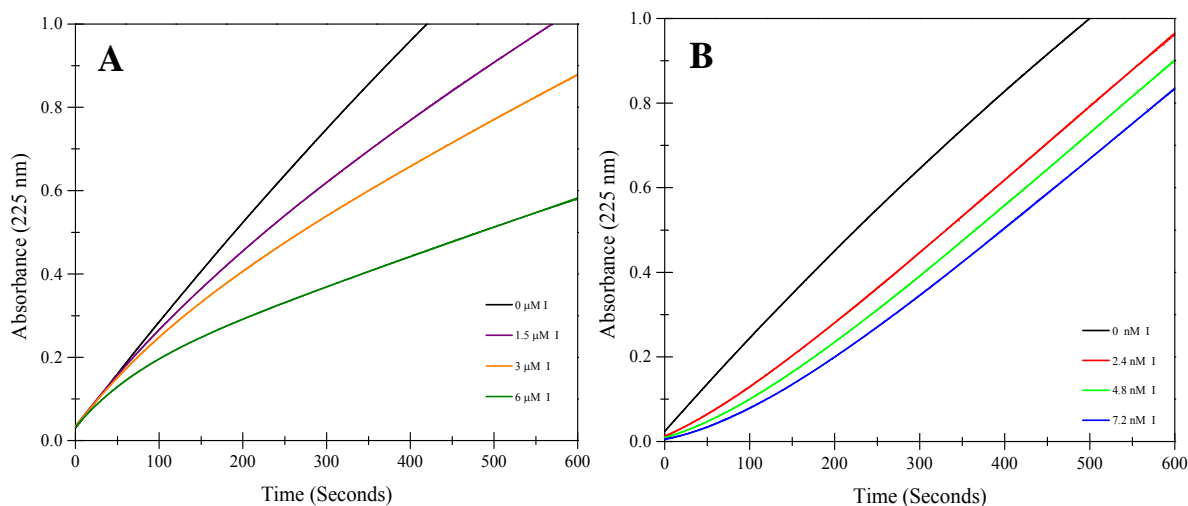 A
Absorbance (225 nm)
1.0
0.8
0.6
0.4
0.2
0.0
0 μM I
1.5 μM I
3 μM I
6 μM I
0
100
200
300
400
500
600
Time (Seconds)
B
Absorbance (225 nm)
1.0
0.8
0.6
0.4
0.2
0.0
0 nM I
2.4 nM I
4.8 nM I
7.2 nM I
0
100
200
300
400
500
600
Time (Seconds)